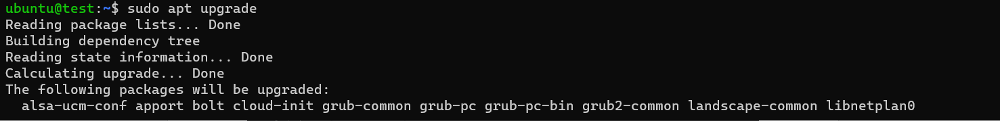 ubuntu@test:~$ sudo apt upgrade
Reading package lists... Done
Building dependency tree
Reading state information... Done
Calculating upgrade... Done
The following packages will be upgraded:
  alsa-ucm-conf apport bolt cloud-init grub-common grub-pc grub-pc-bin grub2-common landscape-common libnetplan0